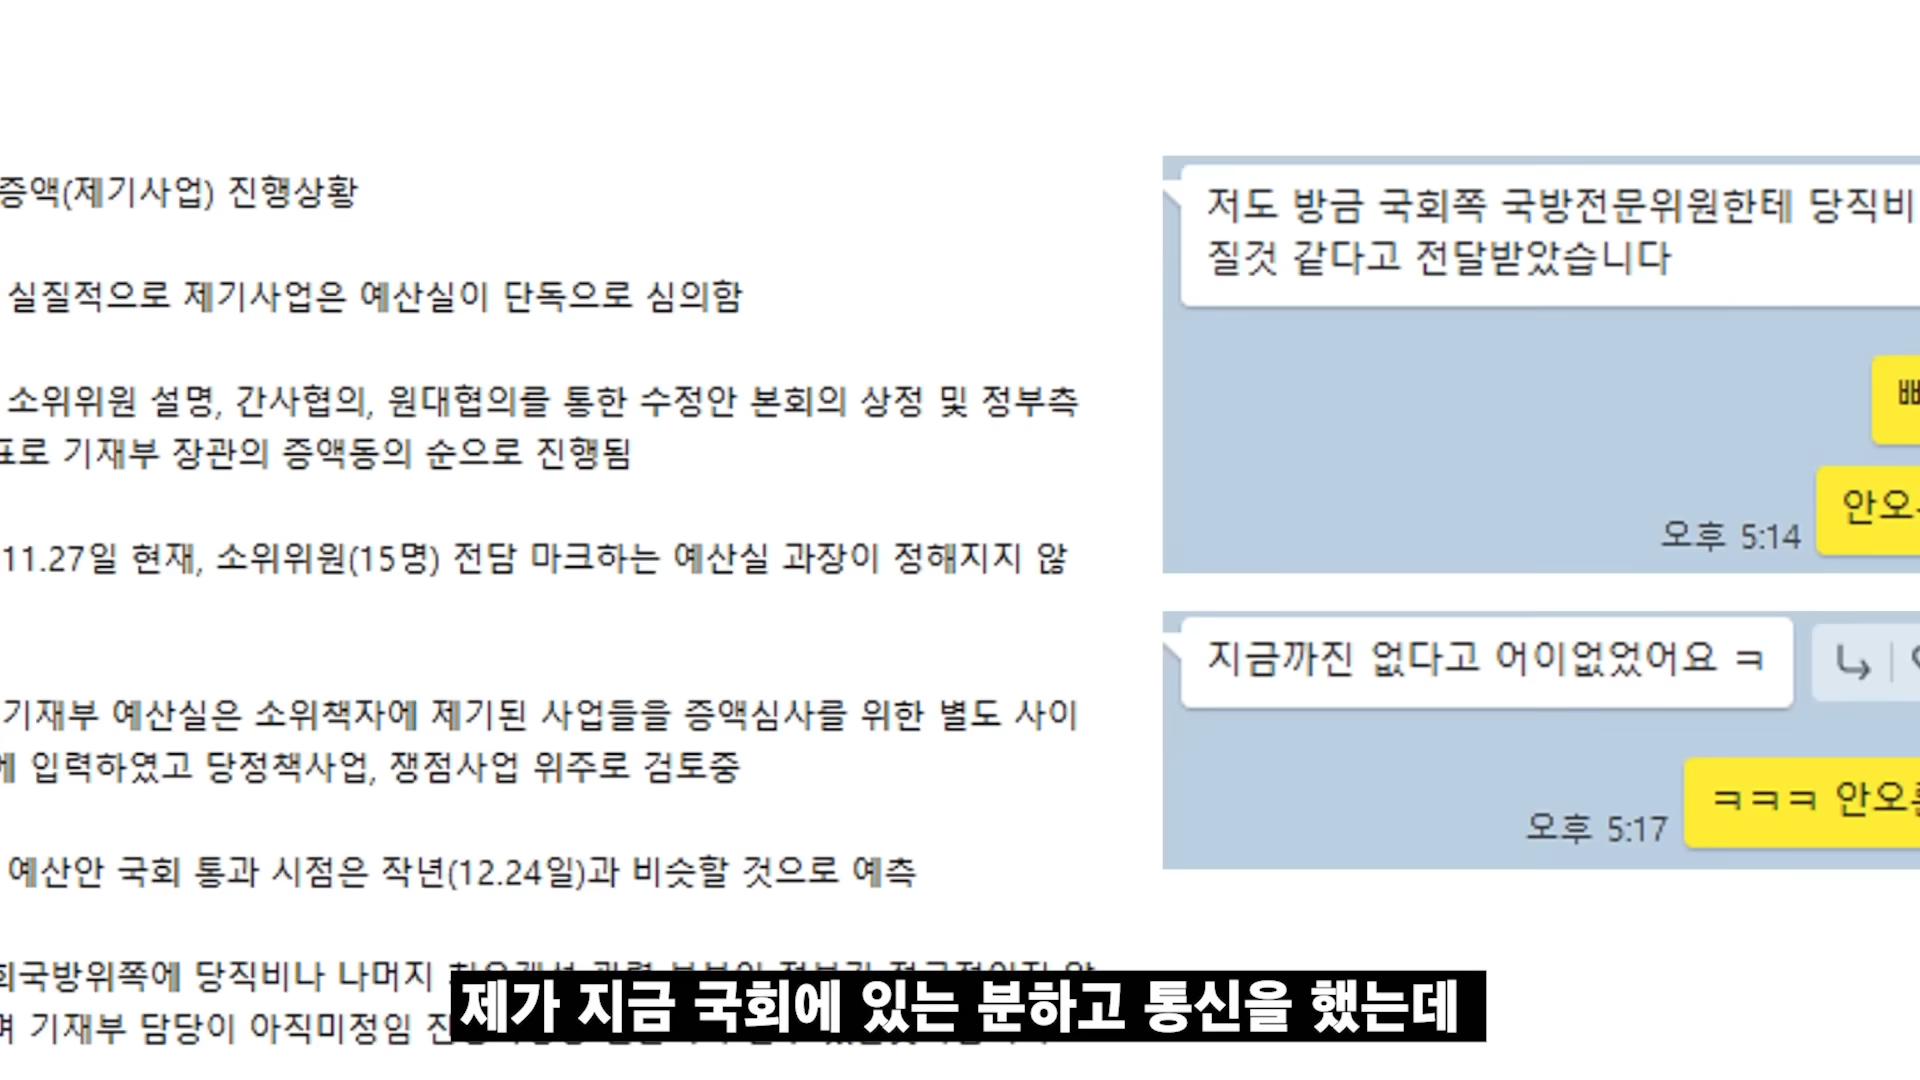 증액(제기사업) 진행상황
실질적으로 제기사업은 예산실이 단독으로 심의함
소위위원 설명, 간사협의, 원대협의를 통한 수정안 본회의 상정 및 정부측
표로 기재부 장관의 증액동의 순으로 진행됨
11.27일 현재, 소위위원(15명) 전담 마크하는 예산실 과장이 정해지지 않
기재부 예산실은 소위책자에 제기된 사업들을 증액심사를 위한 별도 사이
에 입력하였고 당정책사업, 쟁점사업 위주로 검토중
예산안 국회 통과 시점은 작년(12.24일)과 비슷할 것으로 예측
회국방위쪽에 당직비나 나머지
며 기재부 담당이 아직미정임
저도 방금 국회쪽 국방전문위원한테 당직비
질것 같다고 전달받았습니다
안오
오후 5:14
지금까진 없다고 어이없었어요 ㅋ
ㅋㅋㅋ 안오
오후 5:17
제가 지금 국회에 있는 분하고 통신을 했는데